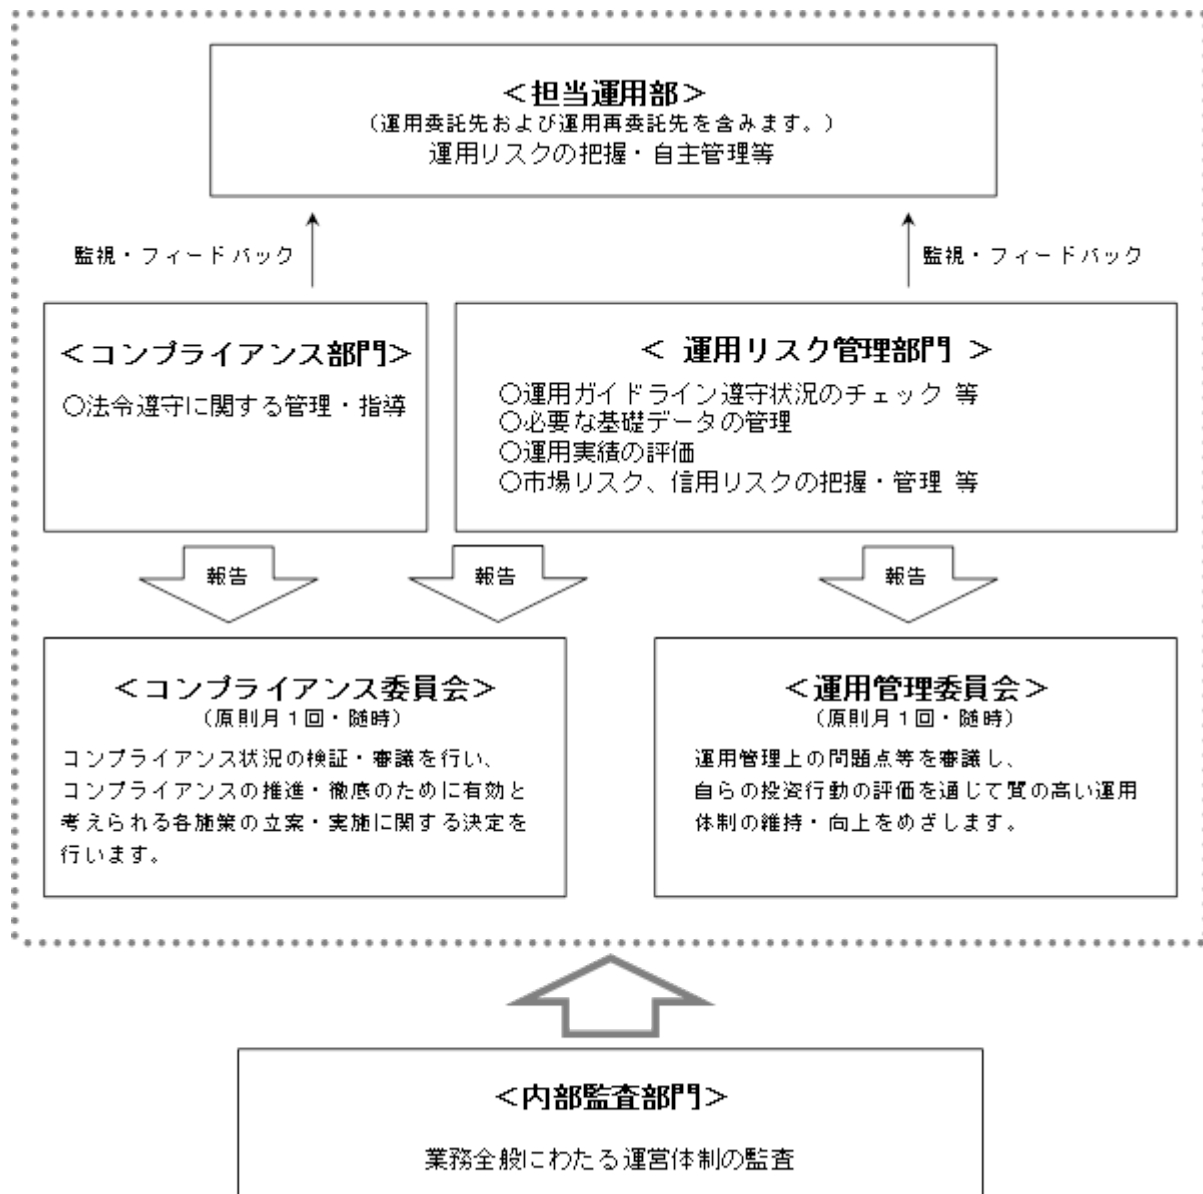 ＜担当運用部＞
（運用委託先および運用再委託先を含みます。）
運用リスクの把握・自主管理等
監視・フィードバック
監視・フィードバック
＜コンプライアンス部門＞
○法令遵守に関する管理・指導
＜ 運用リスク管理部門 ＞
○運用ガイドライン遵守状況のチェック 等
○必要な基礎データの管理
○運用実績の評価
○市場リスク、信用リスクの把握・管理 等
報告
報告
報告
＜コンプライアンス委員会＞
（原則月１回・随時）
コンプライアンス状況の検証・審議を行い、
コンプライアンスの推進・徹底のために有効と
考えられる各施策の立案・実施に関する決定を
行います。
＜運用管理委員会＞
（原則月１回・随時）
運用管理上の問題点等を審議し、
自らの投資行動の評価を通じて質の高い運用
体制の維持・向上をめざします。
＜内部監査部門＞
業務全般にわたる運営体制の監査